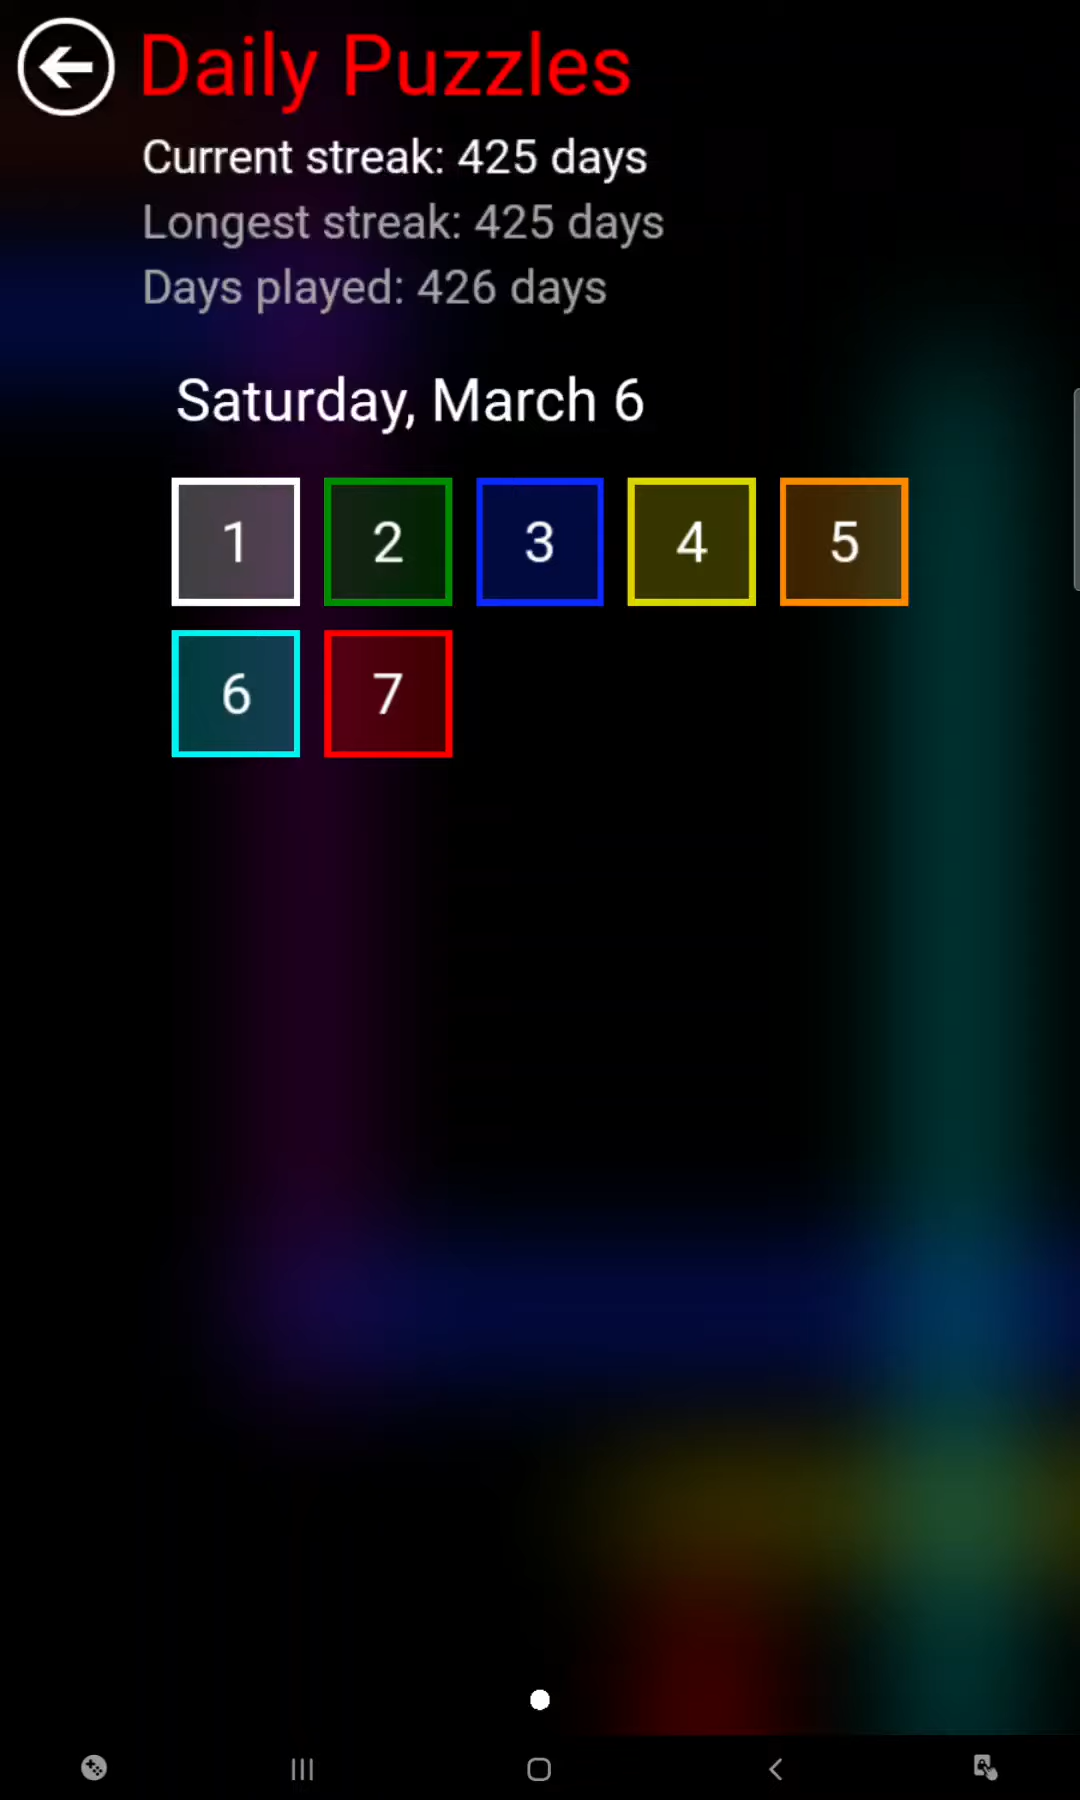 Daily Puzzles
Current streak: 425 days
Longest streak: 425 days
Days played: 426 days
Saturday, March 6
1 2 3 4 5
6 7